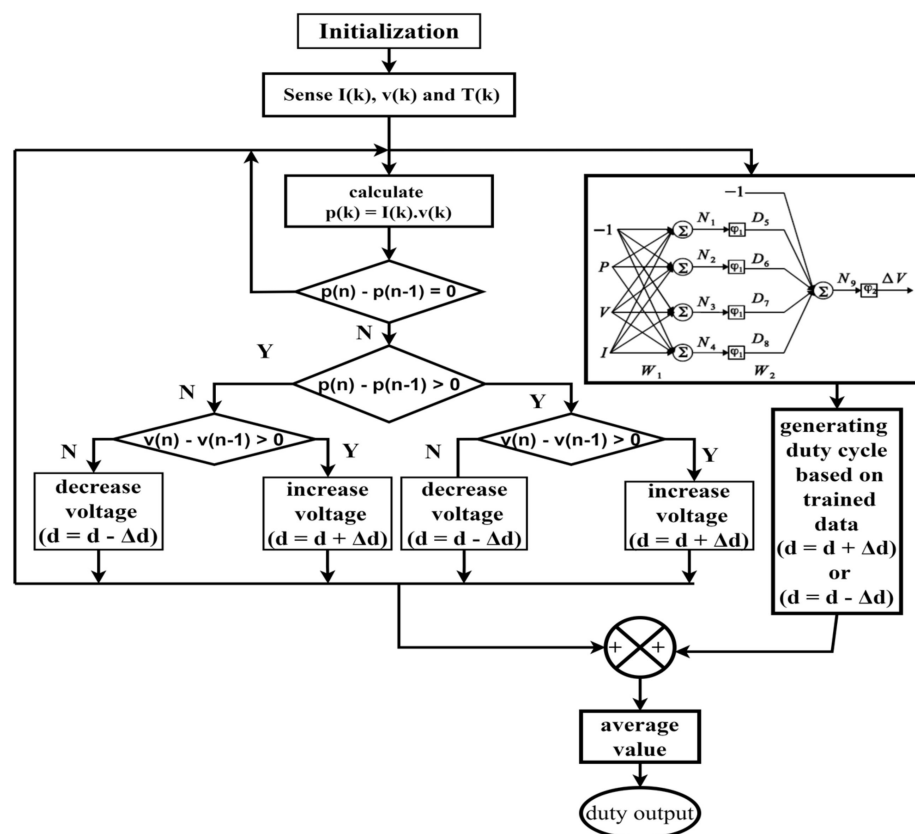 Initialization
Sense I(k), v(k) and T(k)
calculate
p(k) = I(k).v(k)
p(n) - p(n-1) = 0
N
Y
p(n) - p(n-1) > 0
N
Y
v(n) - v(n-1) > 0
N
Y
v(n) - v(n-1) > 0
N
Y
decrease
voltage
(d = d - Δd)
increase
voltage
(d = d + Δd)
decrease
voltage
(d = d - Δd)
increase
voltage
(d = d + Δd)
-1
-1
P
V
I
Σ
Σ
Σ
Σ
N1
N2
N3
N4
φ1
φ1
φ1
φ1
D5
D6
D7
D8
W1
W2
Σ
N9
φ2
ΔV
generating
duty cycle
based on
trained
data
(d = d + Δd)
or
(d = d - Δd)
+ +
average
value
duty output